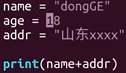 name = "dongGE"
age = 18
addr = "山东xxxx"
print(name+addr)